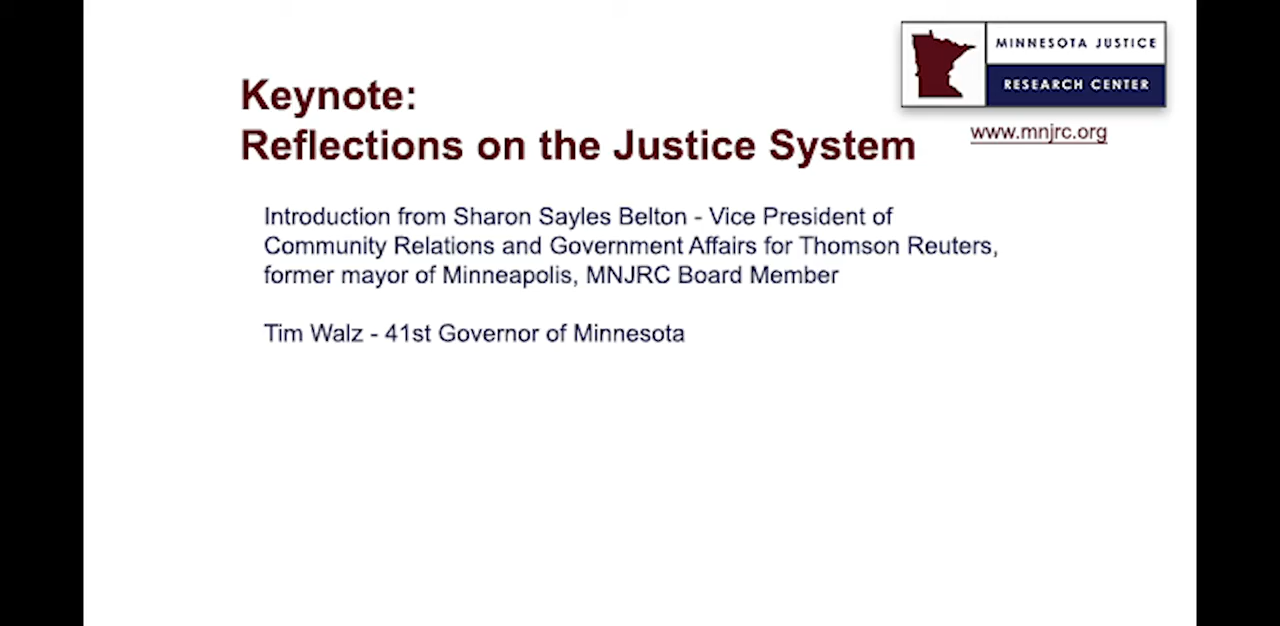 MINNESOTA JUSTICE
RESEARCH CENTER
www.mnjrc.org
Keynote:
Reflections on the Justice System
Introduction from Sharon Sayles Belton - Vice President of
Community Relations and Government Affairs for Thomson Reuters,
former mayor of Minneapolis, MNJRC Board Member
Tim Walz - 41st Governor of Minnesota